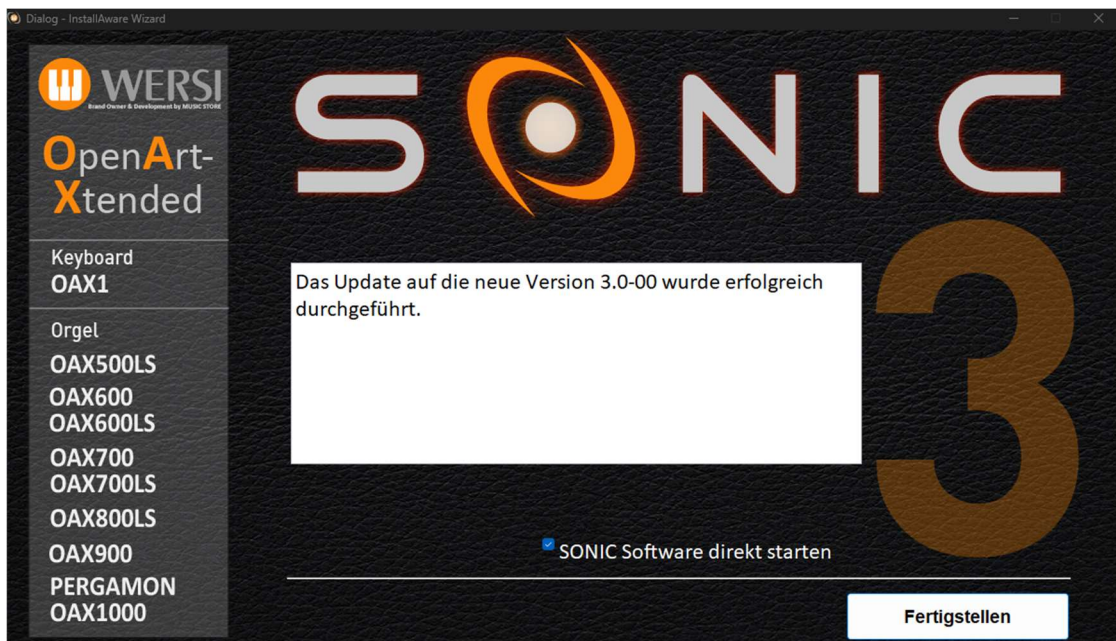 Dialog - InstallAware Wizard
WERSI
Brand Owner & Development by MUSIC STORE
OpenArt-
Xtended
Keyboard
OAX1
Orgel
OAX500LS
OAX600
OAX600LS
OAX700
OAX700LS
OAX800LS
OAX900
PERGAMON
OAX1000
SONIC
3
Das Update auf die neue Version 3.0-00 wurde erfolgreich
durchgeführt.
SONIC Software direkt starten
Fertigstellen